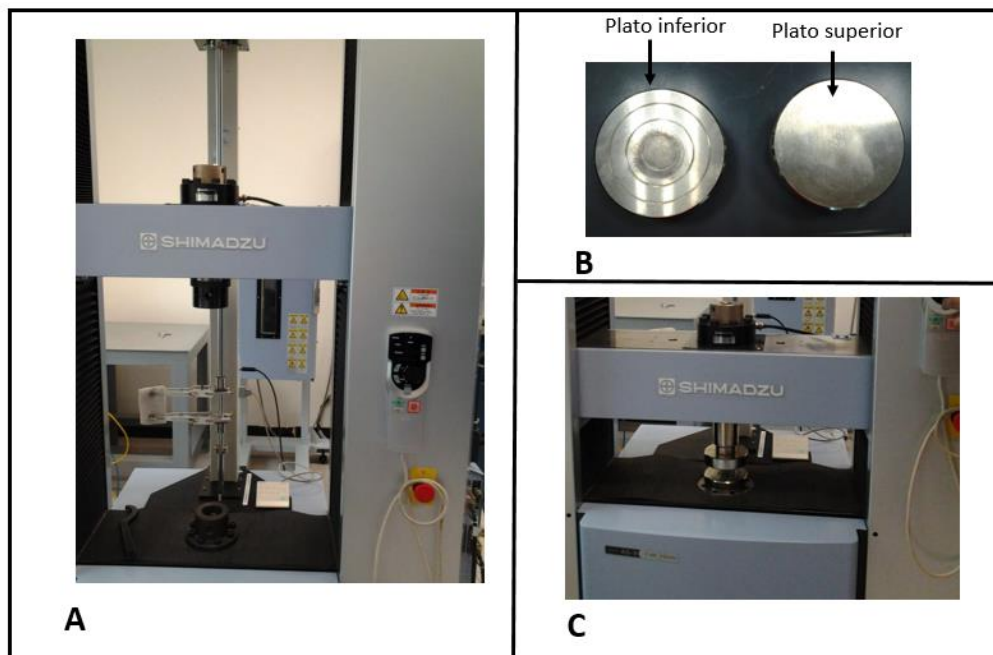 Plato inferior
Plato superior
SHIMADZU
B
SHIMADZU
A
C